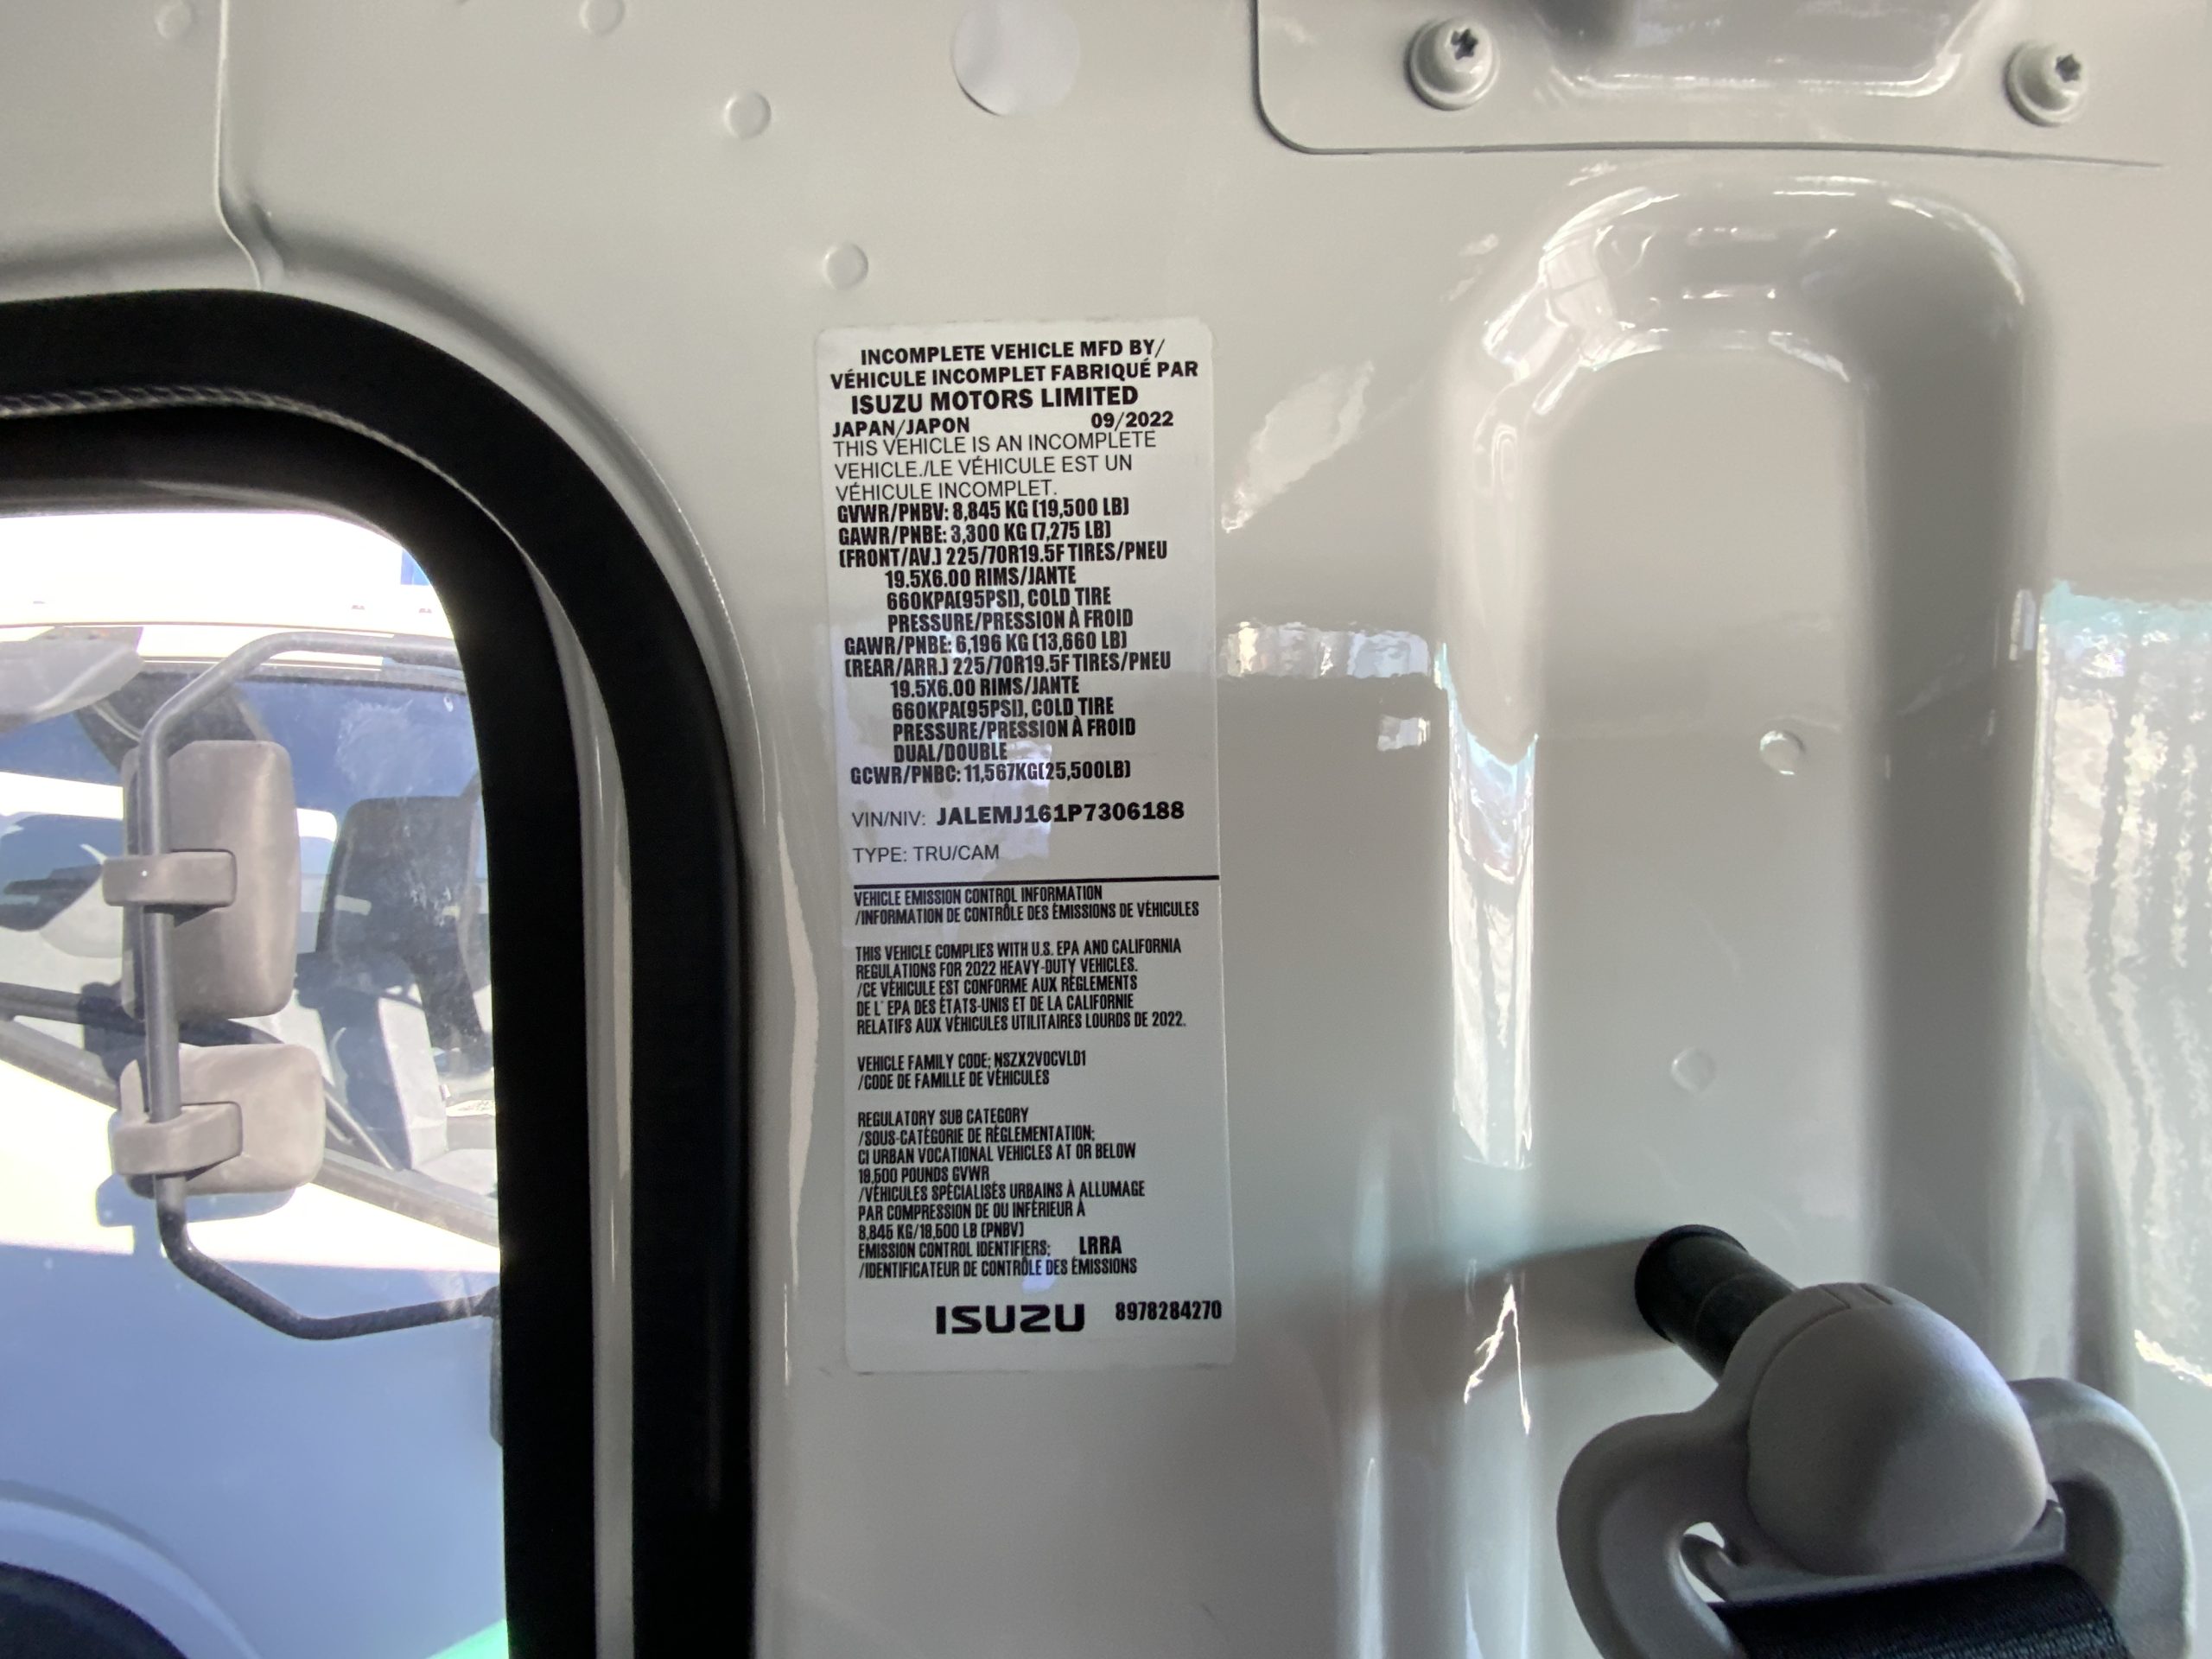 INCOMPLETE VEHICLE MFD BY/
VÉHICULE INCOMPLET FABRIQUÉ PAR
ISUZU MOTORS LIMITED
JAPAN/JAPON 09/2022
THIS VEHICLE IS AN INCOMPLETE
VEHICLE./LE VÉHICULE EST UN
VÉHICULE INCOMPLET.
GVWR/PNBV: 8,845 KG (19,500 LB)
GAWR/PNBE: 3,300 KG (7,275 LB)
(FRONT/AV.) 225/70R19.5F TIRES/PNEU
19.5X6.00 RIMS/JANTE
660KPA(95PSI), COLD TIRE
PRESSURE/PRESSION À FROID
GAWR/PNBE: 6,196 KG (13,660 LB)
(REAR/ARR.) 225/70R19.5F TIRES/PNEU
19.5X6.00 RIMS/JANTE
660KPA(95PSI), COLD TIRE
PRESSURE/PRESSION À FROID
DUAL/DOUBLE
GCWR/PNBC: 11,567KG(25,500LB)
VIN/NIV: JALEMJ161P7306188
TYPE: TRU/CAM
VEHICLE EMISSION CONTROL INFORMATION
/INFORMATION DE CONTRÔLE DES ÉMISSIONS DE VÉHICULES
THIS VEHICLE COMPLIES WITH U.S. EPA AND CALIFORNIA
REGULATIONS FOR 2022 HEAVY-DUTY VEHICLES.
/CE VÉHICULE EST CONFORME AUX RÈGLEMENTS
DE L'EPA DES ÉTATS-UNIS ET DE LA CALIFORNIE
RELATIFS AUX VÉHICULES UTILITAIRES LOURDS DE 2022.
VEHICLE FAMILY CODE; NSZX2VOCVLD1
/CODE DE FAMILLE DE VÉHICULES
REGULATORY SUB CATEGORY
/SOUS-CATÉGORIE DE RÈGLEMENTATION;
CI URBAN VOCATIONAL VEHICLES AT OR BELOW
19,500 POUNDS GVWR
/VÉHICULES SPÉCIALISÉS URBAINS À ALLUMAGE
PAR COMPRESSION DE OU INFÉRIEUR À
8,845 KG/19,500 LB (PNBV)
EMISSION CONTROL IDENTIFIERS; LRRA
/IDENTIFICATEUR DE CONTRÔLE DES ÉMISSIONS
ISUZU 8978284270